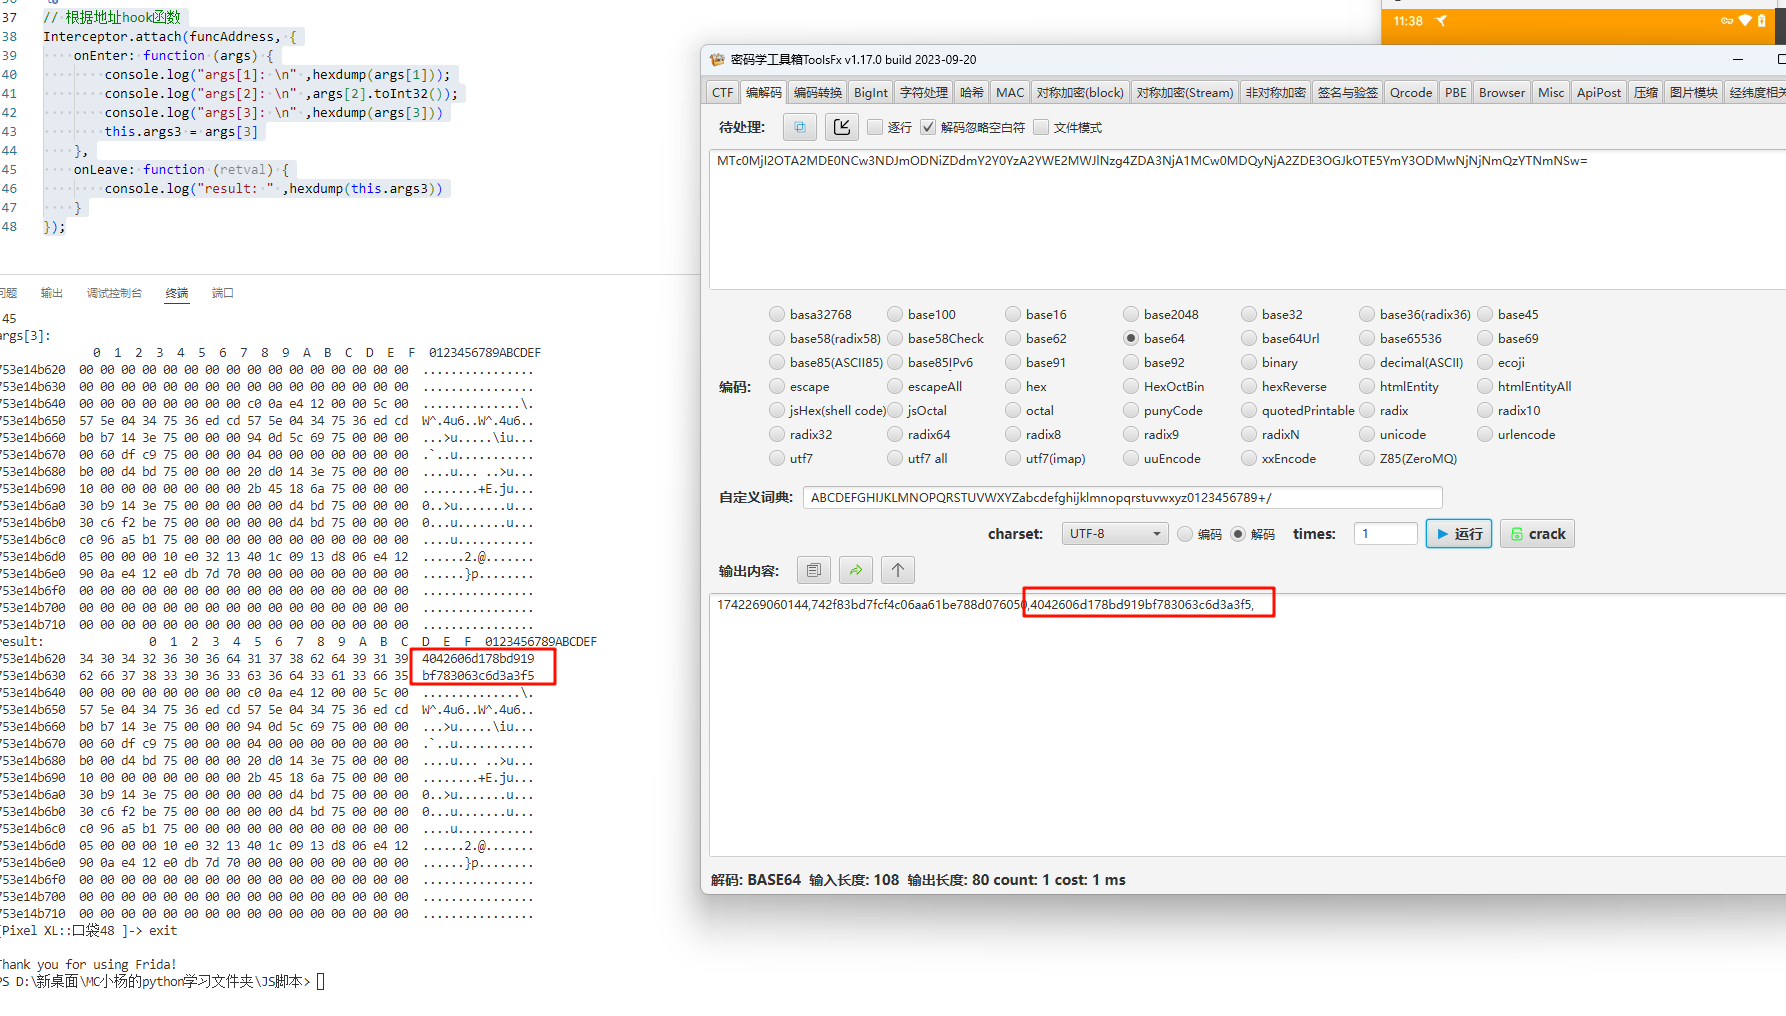 37 // 根据地址hook函数
38 Interceptor.attach(funcAddress, {
39 onEnter: function (args) {
40 console.log("args[1]: \n" ,hexdump(args[1]));
41 console.log("args[2]: \n" ,args[2].toInt32());
42 console.log("args[3]: \n" ,hexdump(args[3]))
43 this.args3 = args[3]
44 },
45 onLeave: function (retval) {
46 console.log("result: " ,hexdump(this.args3))
47 }
48 });
问题 输出 调试控制台 终端 端口
45
args[3]:
0 1 2 3 4 5 6 7 8 9 A B C D E F 0123456789ABCDEF
753e14b620 00 00 00 00 00 00 00 00 00 00 00 00 00 00 00 00 ................
753e14b630 00 00 00 00 00 00 00 00 00 00 00 00 00 00 00 00 ................
753e14b640 00 00 00 00 00 00 00 00 c0 0a e4 12 00 00 5c 00 ..............\.
753e14b650 57 5e 04 34 75 36 ed cd 57 5e 04 34 75 36 ed cd W^.4u6..W^.4u6..
753e14b660 b0 b7 14 3e 75 00 00 00 94 0d 5c 69 75 00 00 00 ...>u.....\iu...
753e14b670 00 60 df c9 75 00 00 00 04 00 00 00 00 00 00 00 .`..u...........
753e14b680 b0 00 d4 bd 75 00 00 00 20 d0 14 3e 75 00 00 00 ....u... ..>u...
753e14b690 10 00 00 00 00 00 00 00 2b 45 18 6a 75 00 00 00 ........+E.ju...
753e14b6a0 30 b9 14 3e 75 00 00 00 00 00 d4 bd 75 00 00 00 0..>u.......u...
753e14b6b0 30 c6 f2 be 75 00 00 00 00 00 d4 bd 75 00 00 00 0...u.......u...
753e14b6c0 c0 96 a5 b1 75 00 00 00 00 00 00 00 00 00 00 00 ....u...........
753e14b6d0 05 00 00 00 10 e0 32 13 40 1c 09 13 d8 06 e4 12 ......2.@.......
753e14b6e0 90 0a e4 12 e0 db 7d 70 00 00 00 00 00 00 00 00 ......}p........
753e14b6f0 00 00 00 00 00 00 00 00 00 00 00 00 00 00 00 00 ................
753e14b700 00 00 00 00 00 00 00 00 00 00 00 00 00 00 00 00 ................
753e14b710 00 00 00 00 00 00 00 00 00 00 00 00 00 00 00 00 ................
result: 0 1 2 3 4 5 6 7 8 9 A B C D E F 0123456789ABCDEF
753e14b620 34 30 34 32 36 30 36 64 31 37 38 62 64 39 31 39 4042606d178bd919
753e14b630 62 66 37 38 33 30 36 33 63 36 64 33 61 33 66 35 bf783063c6d3a3f5
753e14b640 00 00 00 00 00 00 00 00 c0 0a e4 12 00 00 5c 00 ..............\.
753e14b650 57 5e 04 34 75 36 ed cd 57 5e 04 34 75 36 ed cd W^.4u6..W^.4u6..
753e14b660 b0 b7 14 3e 75 00 00 00 94 0d 5c 69 75 00 00 00 ...>u.....\iu...
753e14b670 00 60 df c9 75 00 00 00 04 00 00 00 00 00 00 00 .`..u...........
753e14b680 b0 00 d4 bd 75 00 00 00 20 d0 14 3e 75 00 00 00 ....u... ..>u...
753e14b690 10 00 00 00 00 00 00 00 2b 45 18 6a 75 00 00 00 ........+E.ju...
753e14b6a0 30 b9 14 3e 75 00 00 00 00 00 d4 bd 75 00 00 00 0..>u.......u...
753e14b6b0 30 c6 f2 be 75 00 00 00 00 00 d4 bd 75 00 00 00 0...u.......u...
753e14b6c0 c0 96 a5 b1 75 00 00 00 00 00 00 00 00 00 00 00 ....u...........
753e14b6d0 05 00 00 00 10 e0 32 13 40 1c 09 13 d8 06 e4 12 ......2.@.......
753e14b6e0 90 0a e4 12 e0 db 7d 70 00 00 00 00 00 00 00 00 ......}p........
753e14b6f0 00 00 00 00 00 00 00 00 00 00 00 00 00 00 00 00 ................
753e14b700 00 00 00 00 00 00 00 00 00 00 00 00 00 00 00 00 ................
753e14b710 00 00 00 00 00 00 00 00 00 00 00 00 00 00 00 00 ................
[Pixel XL::口袋48 ]-> exit
Thank you for using Frida!
PS D:\新桌面\MC小杨的python学习文件夹\JS脚本>
11:38
密码学工具箱ToolsFx v1.17.0 build 2023-09-20
CTF 编解码 编码转换 BigInt 字符处理 哈希 MAC 对称加密(block) 对称加密(Stream) 非对称加密 签名与验签 Qrcode PBE Browser Misc ApiPost 压缩 图片模块 经纬度相关
待处理: 逐行 解码忽略空白符 文件模式
MTc0MjI2OTA2MDE0NCw3NDJmODNiZDdmY2Y0YzA2YWE2MWJlNzg4ZDA3NjA1MCw0MDQyNjA2ZDE3OGJkOTE5YmY3ODMwNjNjNmQzYTNmNSw=
basa32768 base100 base16 base2048 base32 base36(radix36) base45
base58(radix58) base58Check base62 base64 base64Url base65536 base69
base85(ASCII85) base85IPv6 base91 base92 binary decimal(ASCII) ecoji
编码: escape escapeAll hex HexOctBin hexReverse htmlEntity htmlEntityAll
jsHex(shell code) jsOctal octal punyCode quotedPrintable radix radix10
radix32 radix64 radix8 radix9 radixN unicode urlencode
utf7 utf7 all utf7(imap) uuEncode xxEncode Z85(ZeroMQ)
自定义词典: ABCDEFGHIJKLMNOPQRSTUVWXYZabcdefghijklmnopqrstuvwxyz0123456789+/
charset: UTF-8 编码 解码 times: 1 运行 crack
输出内容:
1742269060144,742f83bd7fcf4c06aa61be788d076050,4042606d178bd919bf783063c6d3a3f5,
解码: BASE64 输入长度: 108 输出长度: 80 count: 1 cost: 1 ms